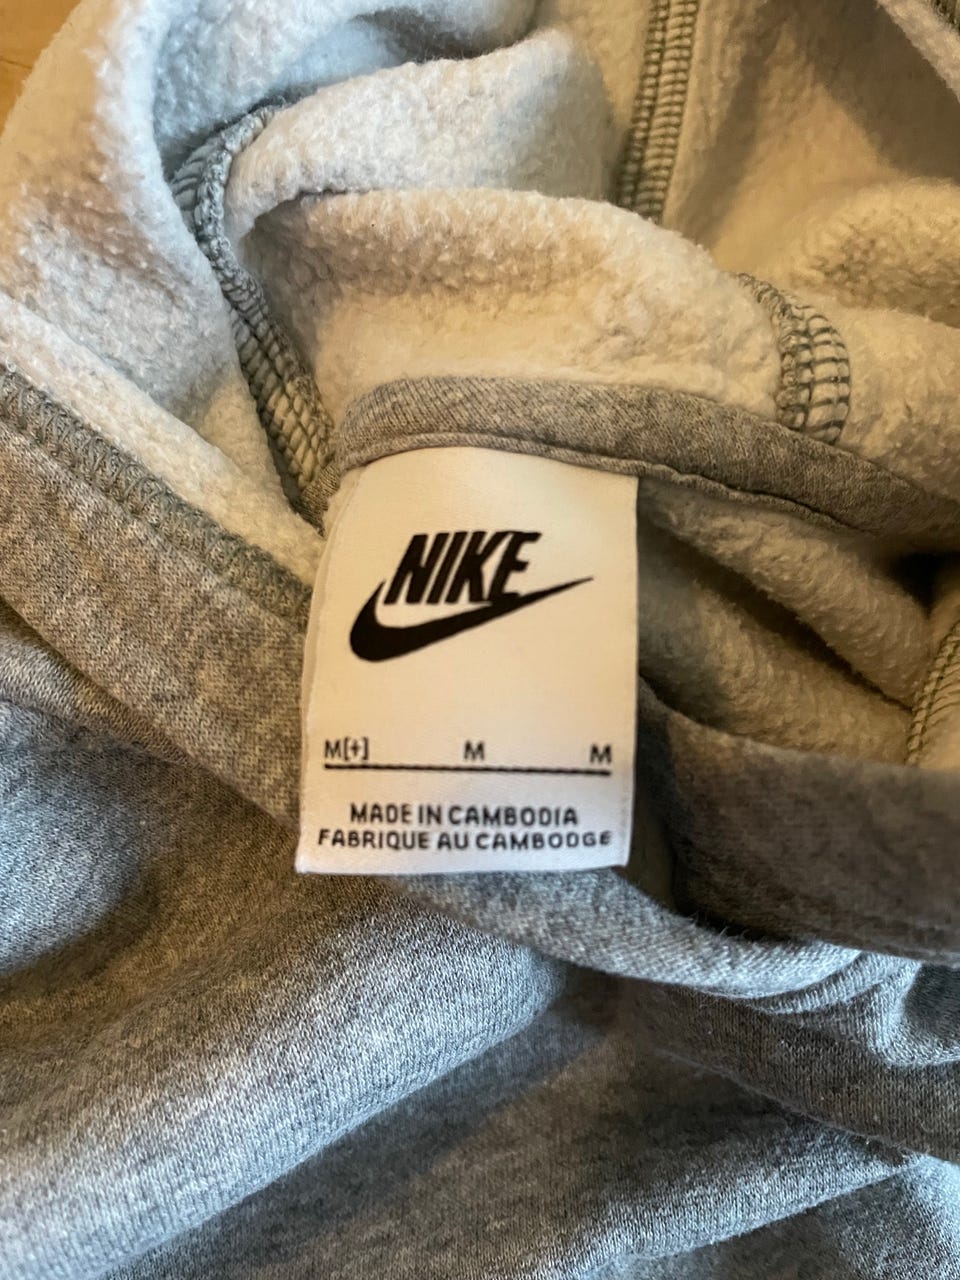 NIKE
M[+] M M
MADE IN CAMBODIA
FABRIQUE AU CAMBODGE